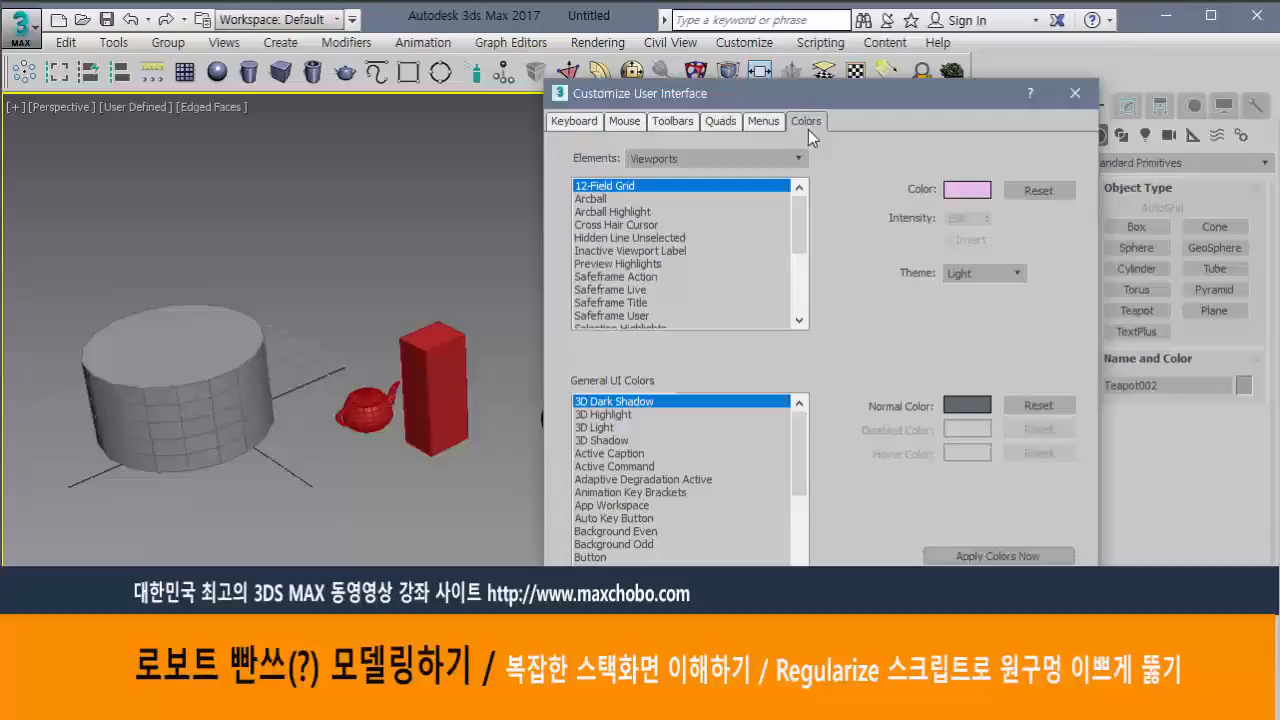 Workspace: Default
Autodesk 3ds Max 2017 Untitled
Type a keyword or phrase
Sign In
MAX
Edit Tools Group Views Create Modifiers Animation Graph Editors Rendering Civil View Customize Scripting Content Help
[+][Perspective] [User Defined] [Edged Faces]
3 Customize User Interface
Keyboard Mouse Toolbars Quads Menus Colors
Elements: Viewports
12-Field Grid
Arcball
Arcball Highlight
Cross Hair Cursor
Hidden Line Unselected
Inactive Viewport Label
Preview Highlights
Safeframe Action
Safeframe Live
Safeframe Title
Safeframe User
Selection Highlights
Color: Reset
Intensity:
Invert
Theme: Light
General UI Colors
3D Dark Shadow
3D Highlight
3D Light
3D Shadow
Active Caption
Active Command
Adaptive Degradation Active
Animation Key Brackets
App Workspace
Auto Key Button
Background Even
Background Odd
Button
Normal Color: Reset
Disabled Color: Reset
Hover Color: Reset
Apply Colors Now
andard Primitives
Object Type
AutoGrid
Box Cone
Sphere GeoSphere
Cylinder Tube
Torus Pyramid
Teapot Plane
TextPlus
Name and Color
Teapot002
대한민국 최고의 3DS MAX 동영영상 강좌 사이트 http://www.maxchobo.com
로보트 빤쓰(?) 모델링하기 / 복잡한 스택화면 이해하기 / Regularize 스크립트로 원구멍 이쁘게 뚫기